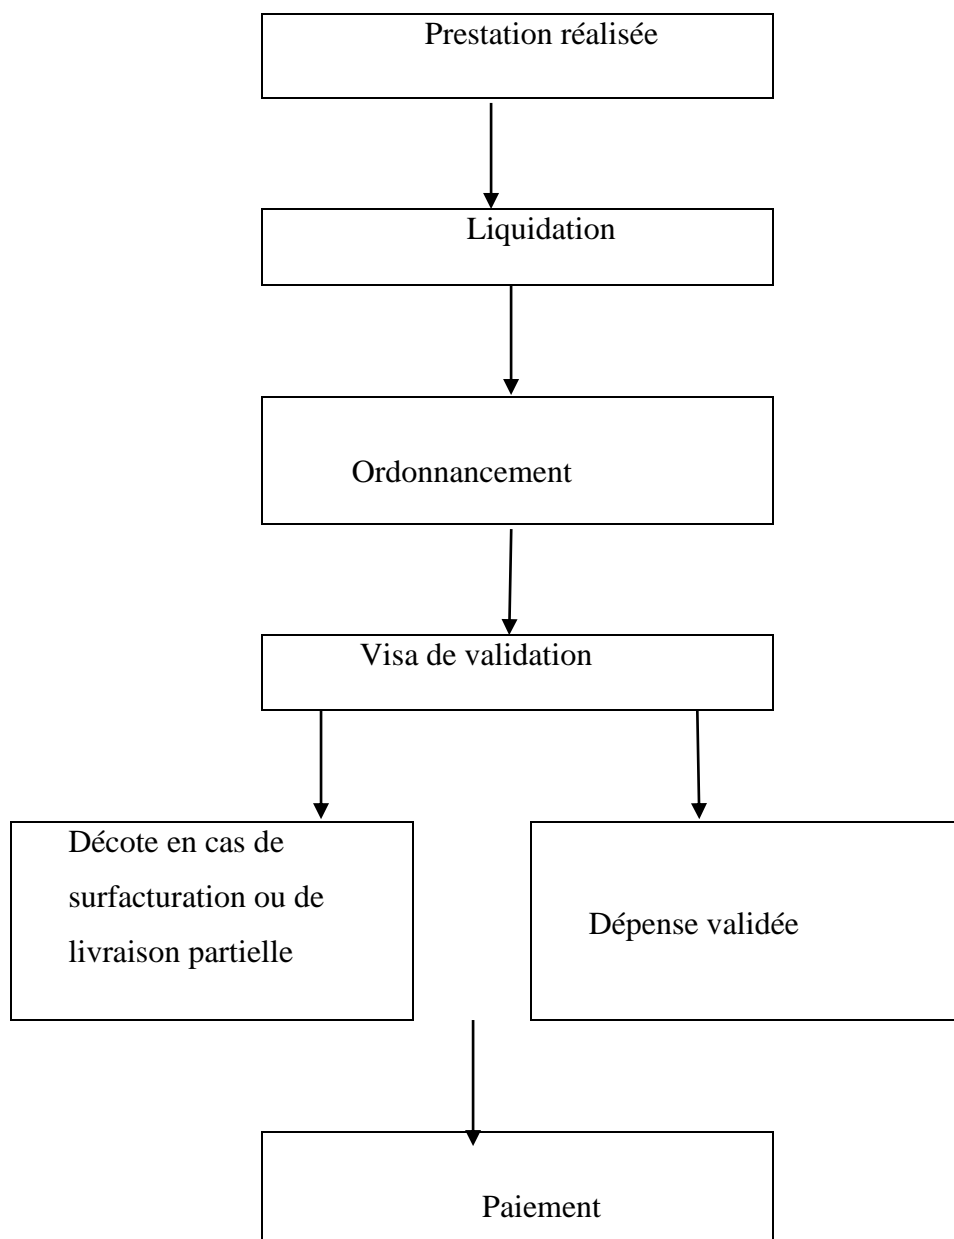 Prestation réalisée
Liquidation
Ordonnancement
Visa de validation
Décote en cas de
surfacturation ou de
livraison partielle
Dépense validée
Paiement